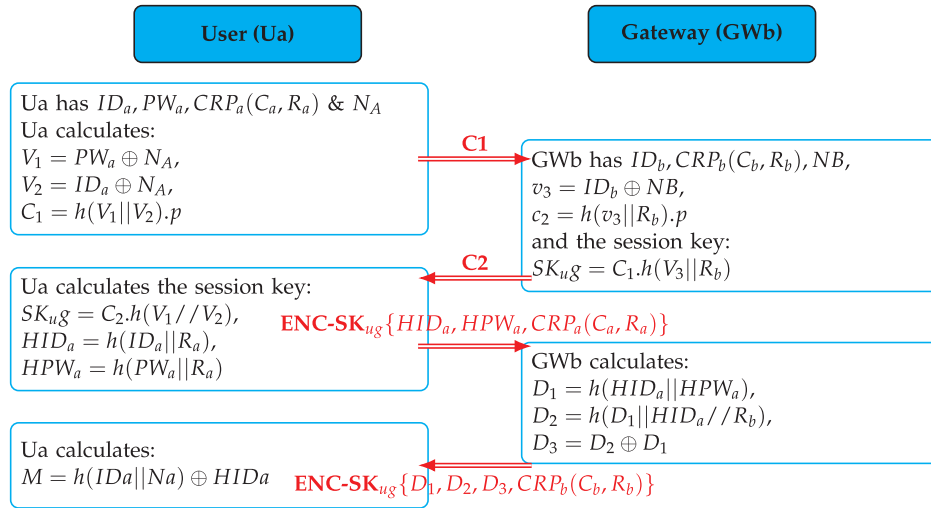 User (Ua)
Gateway (GWb)
Ua has ID_a, PW_a, CRP_a(C_a, R_a) & N_A
Ua calculates:
V_1 = PW_a ⊕ N_A,
V_2 = ID_a ⊕ N_A,
C_1 = h(V_1||V_2).p
C1
GWb has ID_b, CRP_b(C_b, R_b), NB,
v_3 = ID_b ⊕ NB,
c_2 = h(v_3||R_b).p
and the session key:
SK_ug = C_1.h(V_3||R_b)
C2
Ua calculates the session key:
SK_ug = C_2.h(V_1//V_2),
HID_a = h(ID_a||R_a),
HPW_a = h(PW_a||R_a)
ENC-SK_ug{HID_a, HPW_a, CRP_a(C_a, R_a)}
GWb calculates:
D_1 = h(HID_a||HPW_a),
D_2 = h(D_1||HID_a//R_b),
D_3 = D_2 ⊕ D_1
Ua calculates:
M = h(IDa||Na) ⊕ HIDa
ENC-SK_ug{D_1, D_2, D_3, CRP_b(C_b, R_b)}